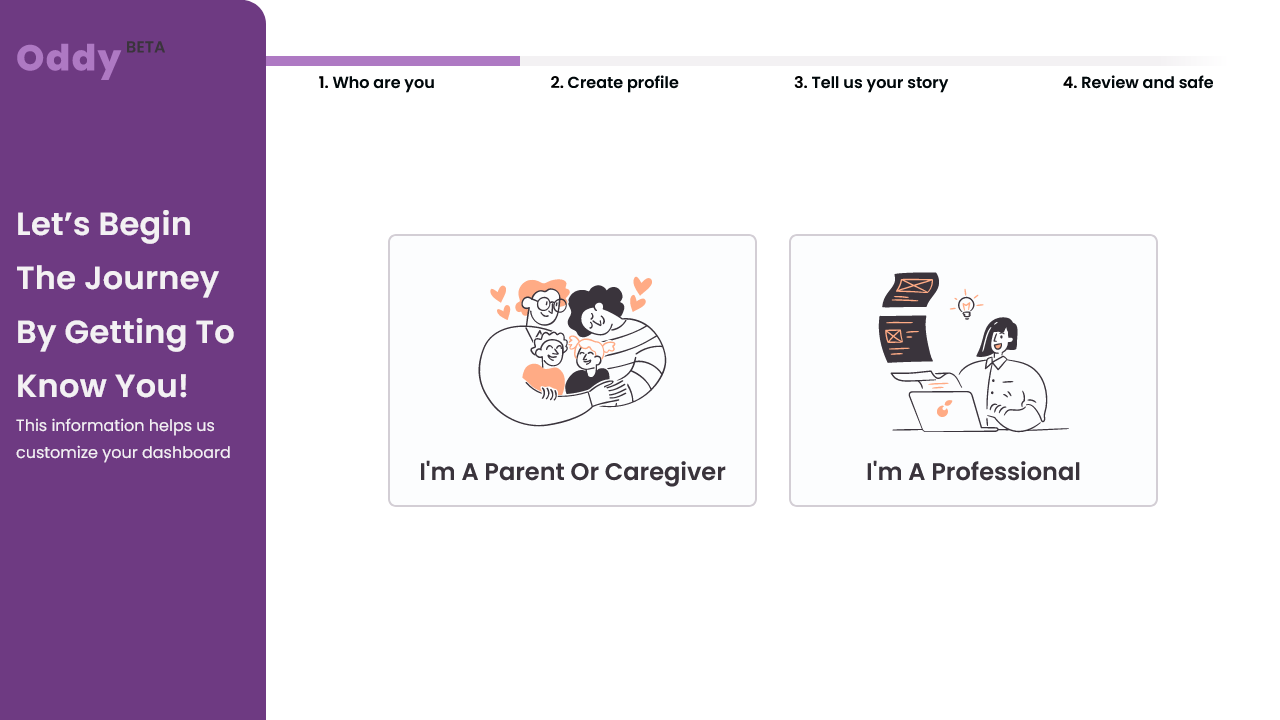 Oddy BETA
1. Who are you
2. Create profile
3. Tell us your story
4. Review and safe
Let’s Begin
The Journey
By Getting To
Know You!
This information helps us
customize your dashboard
I'm A Parent Or Caregiver
I'm A Professional